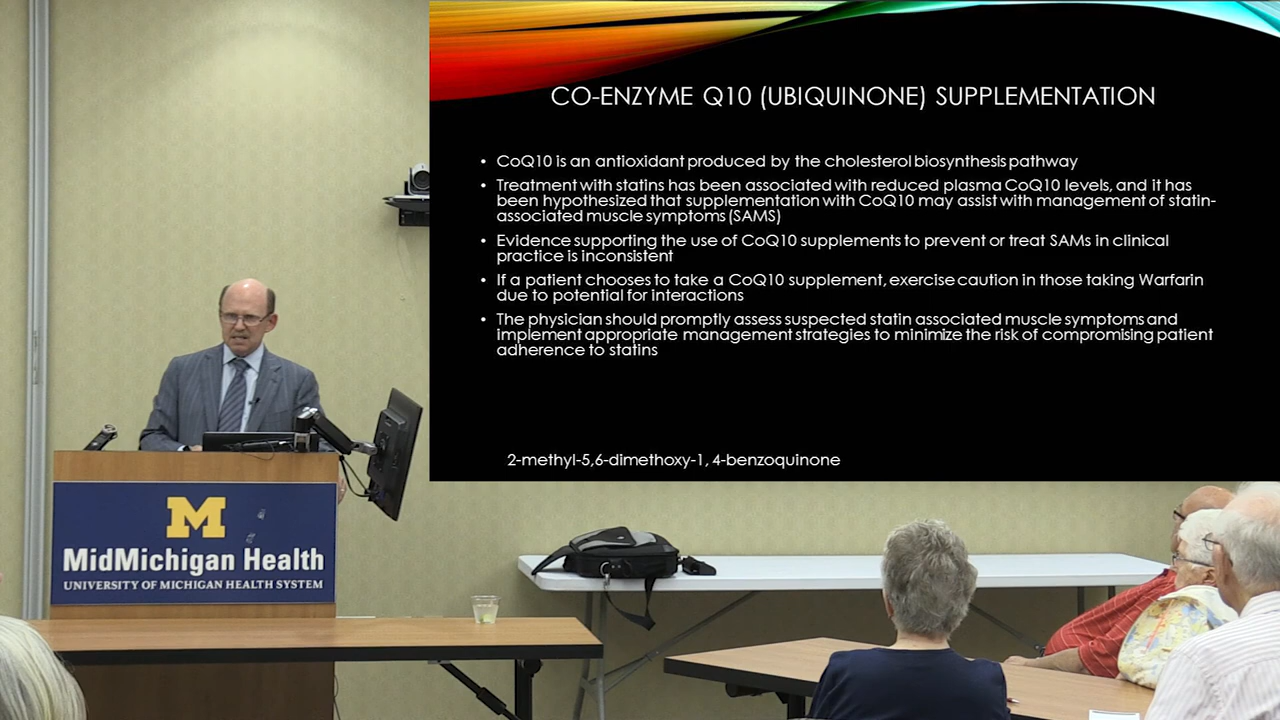 CO-ENZYME Q10 (UBIQUINONE) SUPPLEMENTATION
• CoQ10 is an antioxidant produced by the cholesterol biosynthesis pathway
• Treatment with statins has been associated with reduced plasma CoQ10 levels, and it has
been hypothesized that supplementation with CoQ10 may assist with management of statin-
associated muscle symptoms (SAMS)
• Evidence supporting the use of CoQ10 supplements to prevent or treat SAMs in clinical
practice is inconsistent
• If a patient chooses to take a CoQ10 supplement, exercise caution in those taking Warfarin
due to potential for interactions
• The physician should promptly assess suspected statin associated muscle symptoms and
implement appropriate management strategies to minimize the risk of compromising patient
adherence to statins
2-methyl-5,6-dimethoxy-1, 4-benzoquinone
M
MidMichigan Health
UNIVERSITY OF MICHIGAN HEALTH SYSTEM